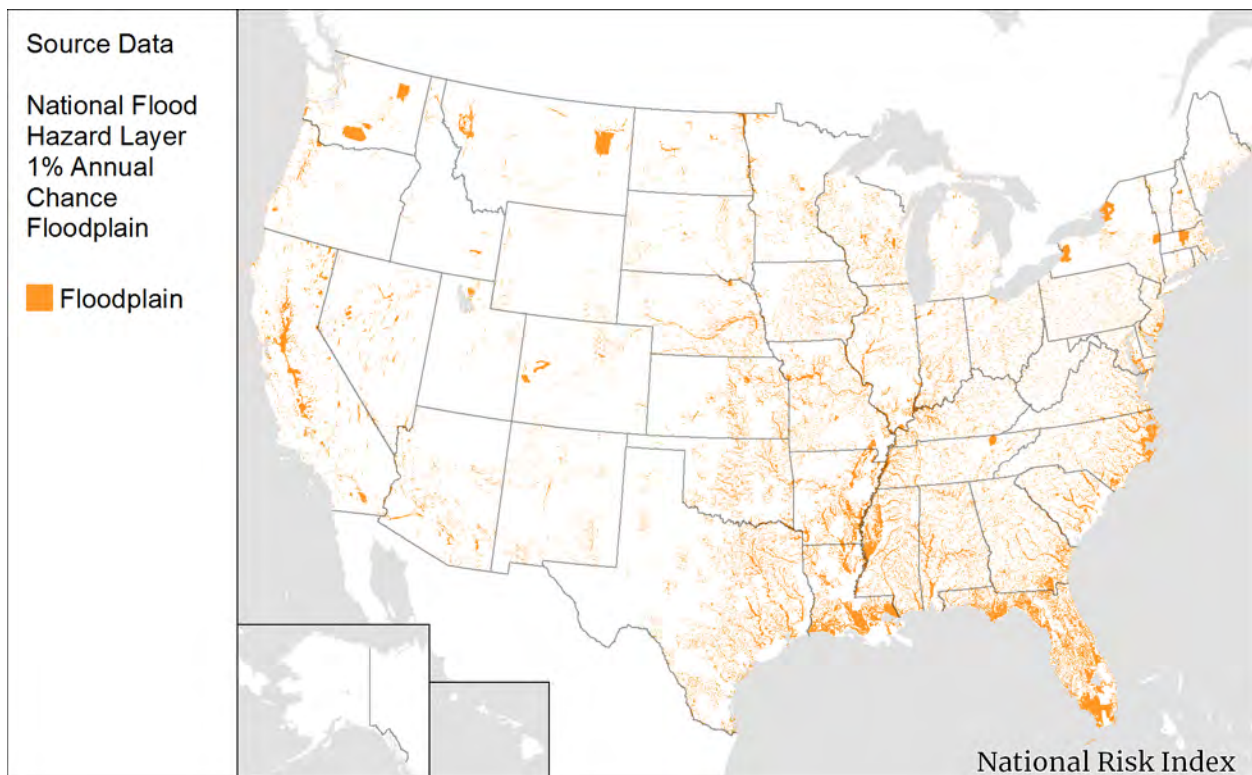 Source Data
National Flood
Hazard Layer
1% Annual
Chance
Floodplain
Floodplain
National Risk Index